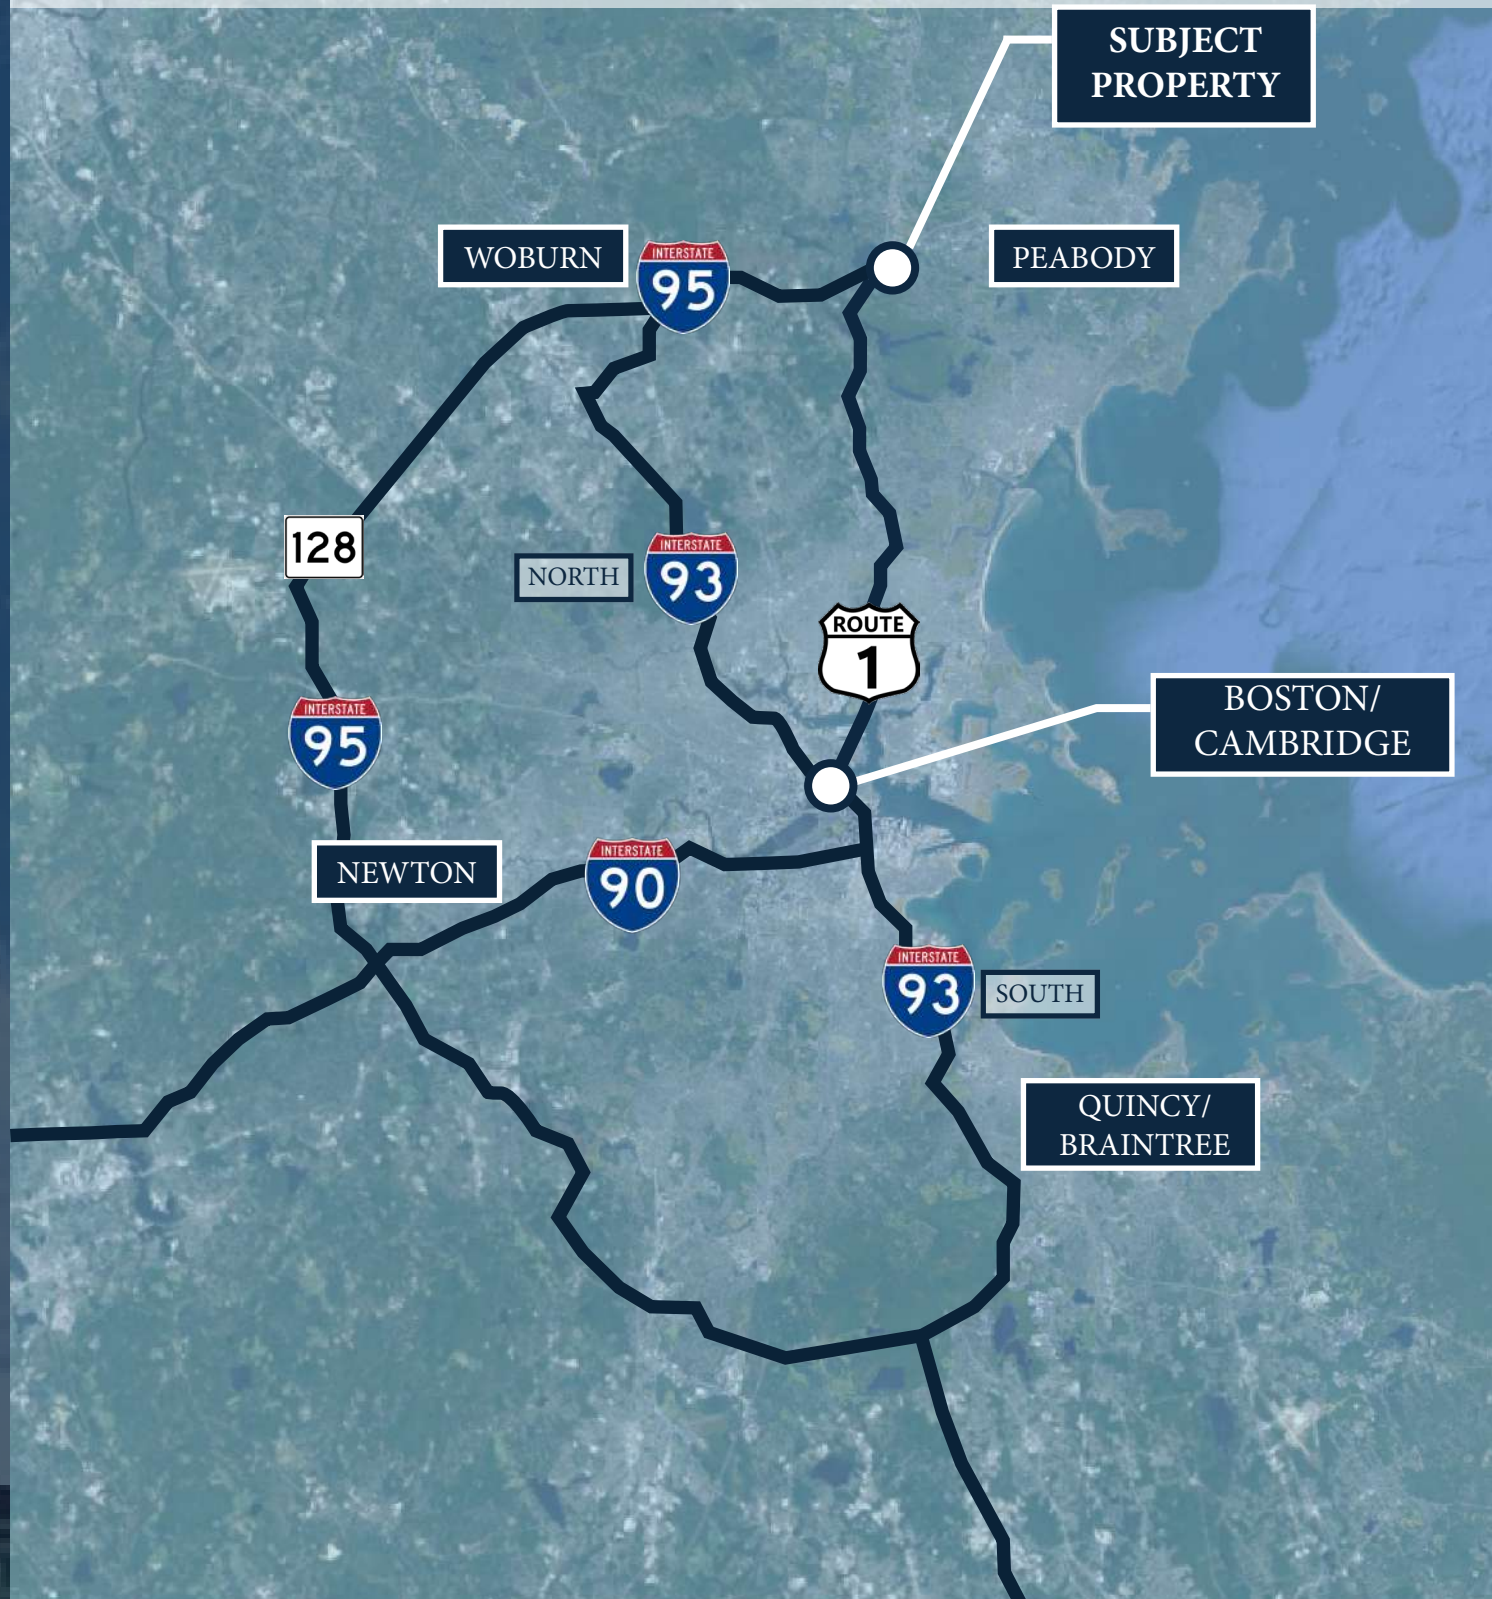 SUBJECT
PROPERTY
WOBURN
INTERSTATE
95
PEABODY
128
NORTH
INTERSTATE
93
ROUTE
1
INTERSTATE
95
BOSTON/
CAMBRIDGE
NEWTON
INTERSTATE
90
INTERSTATE
93
SOUTH
QUINCY/
BRAINTREE